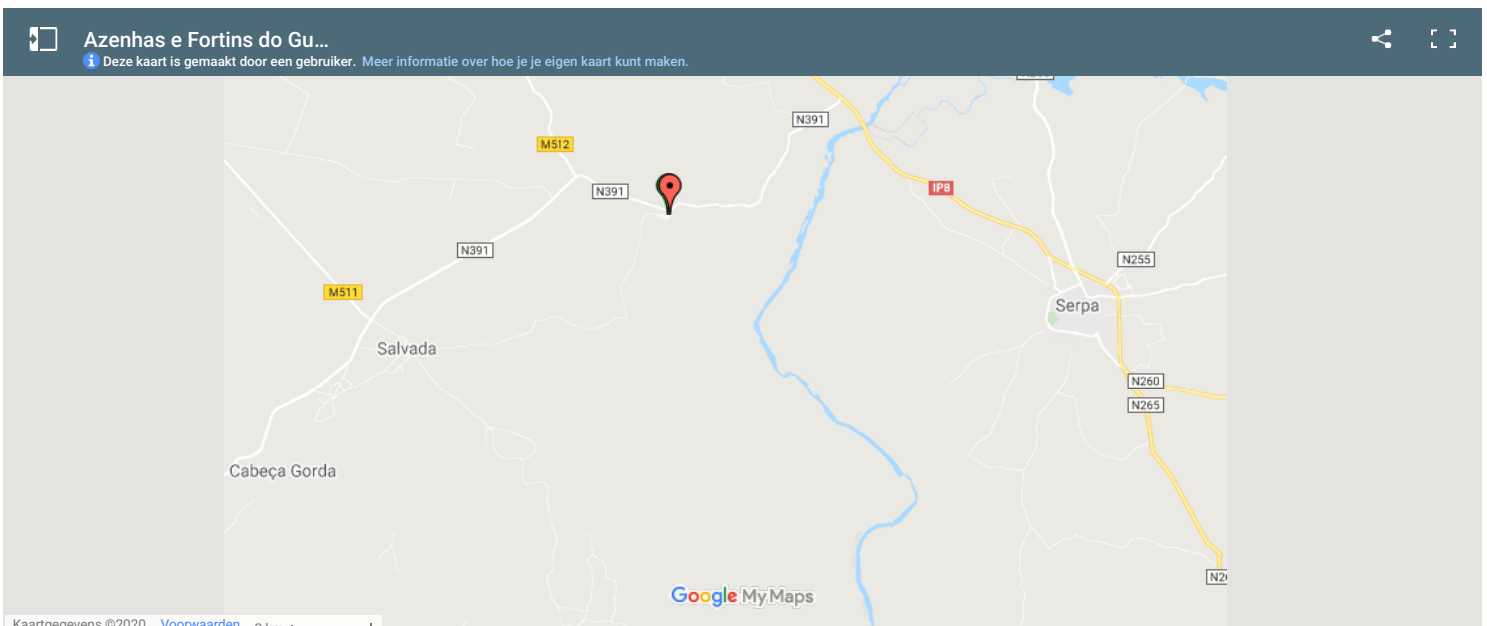 Azenhas e Fortins do Gu...
Deze kaart is gemaakt door een gebruiker. Meer informatie over hoe je je eigen kaart kunt maken.
N391
M512
N391
IP8
N391
N255
M511
Serpa
Salvada
N260
N265
Cabeça Gorda
Google My Maps
Kaartgegevens ©2020 Voorwaarden